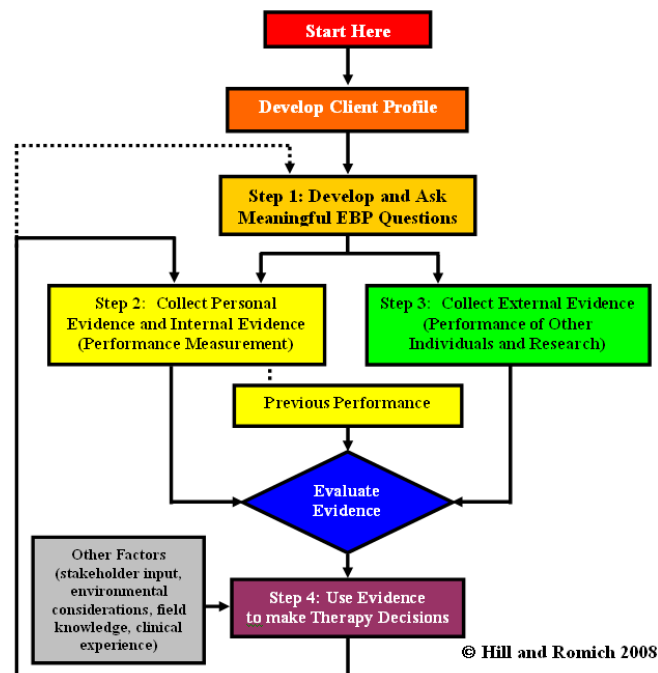 Start Here
Develop Client Profile
Step 1: Develop and Ask
Meaningful EBP Questions
Step 2: Collect Personal
Evidence and Internal Evidence
(Performance Measurement)
Step 3: Collect External Evidence
(Performance of Other
Individuals and Research)
Previous Performance
Evaluate
Evidence
Other Factors
(stakeholder input,
environmental
considerations, field
knowledge, clinical
experience)
Step 4: Use Evidence
to make Therapy Decisions
© Hill and Romich 2008